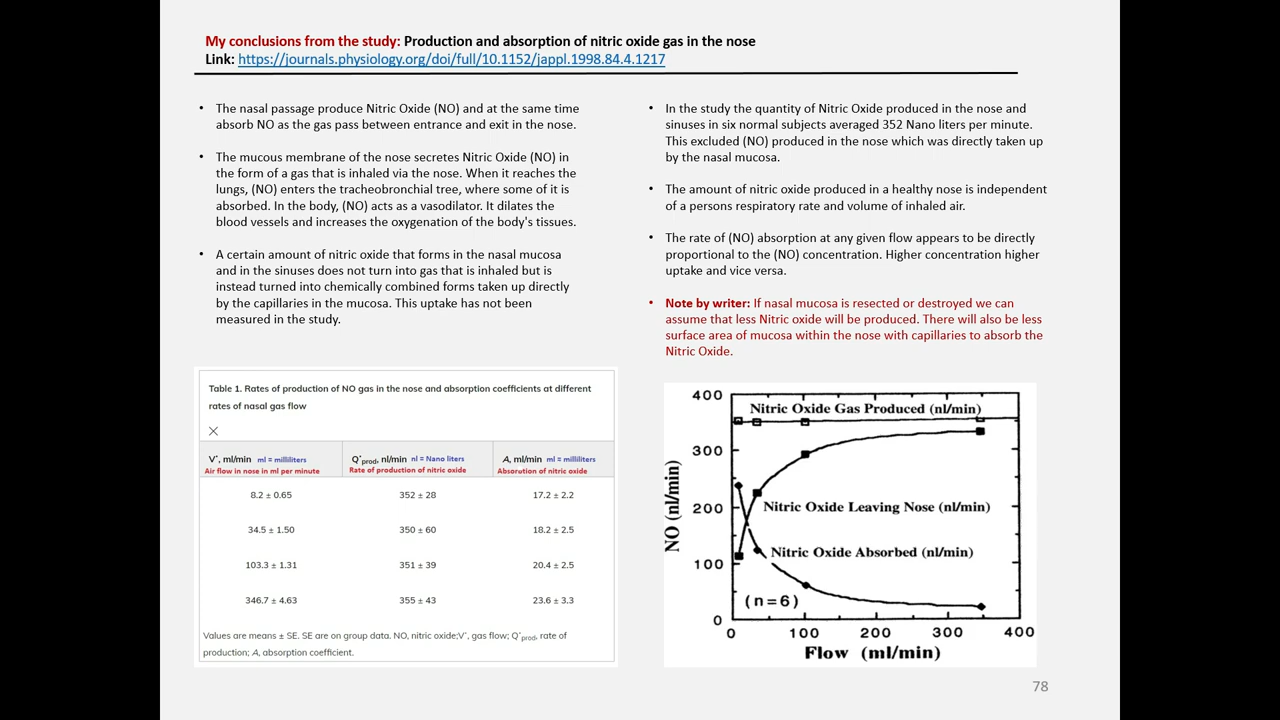 My conclusions from the study: Production and absorption of nitric oxide gas in the nose
Link: https://journals.physiology.org/doi/full/10.1152/jappl.1998.84.4.1217
• The nasal passage produce Nitric Oxide (NO) and at the same time
absorb NO as the gas pass between entrance and exit in the nose.
• The mucous membrane of the nose secretes Nitric Oxide (NO) in
the form of a gas that is inhaled via the nose. When it reaches the
lungs, (NO) enters the tracheobronchial tree, where some of it is
absorbed. In the body, (NO) acts as a vasodilator. It dilates the
blood vessels and increases the oxygenation of the body's tissues.
• A certain amount of nitric oxide that forms in the nasal mucosa
and in the sinuses does not turn into gas that is inhaled but is
instead turned into chemically combined forms taken up directly
by the capillaries in the mucosa. This uptake has not been
measured in the study.
• In the study the quantity of Nitric Oxide produced in the nose and
sinuses in six normal subjects averaged 352 Nano liters per minute.
This excluded (NO) produced in the nose which was directly taken up
by the nasal mucosa.
• The amount of nitric oxide produced in a healthy nose is independent
of a persons respiratory rate and volume of inhaled air.
• The rate of (NO) absorption at any given flow appears to be directly
proportional to the (NO) concentration. Higher concentration higher
uptake and vice versa.
• Note by writer: If nasal mucosa is resected or destroyed we can
assume that less Nitric oxide will be produced. There will also be less
surface area of mucosa within the nose with capillaries to absorb the
Nitric Oxide.
Table 1. Rates of production of NO gas in the nose and absorption coefficients at different
rates of nasal gas flow
V˙, ml/min ml = milliliters Q˙prod, nl/min nl = Nano liters A, ml/min ml = milliliters
Air flow in nose in ml per minute Rate of production of nitric oxide Absorution of nitric oxide
8.2 ± 0.65 352 ± 28 17.2 ± 2.2
34.5 ± 1.50 350 ± 60 18.2 ± 2.5
103.3 ± 1.31 351 ± 39 20.4 ± 2.5
346.7 ± 4.63 355 ± 43 23.6 ± 3.3
Values are means ± SE. SE are on group data. NO, nitric oxide;V˙, gas flow; Q˙prod, rate of
production; A, absorption coefficient.
400
Nitric Oxide Gas Produced (nl/min)
300
200
Nitric Oxide Leaving Nose (nl/min)
NO (nl/min)
Nitric Oxide Absorbed (nl/min)
100
(n=6)
0
0 100 200 300 400
Flow (ml/min)
78